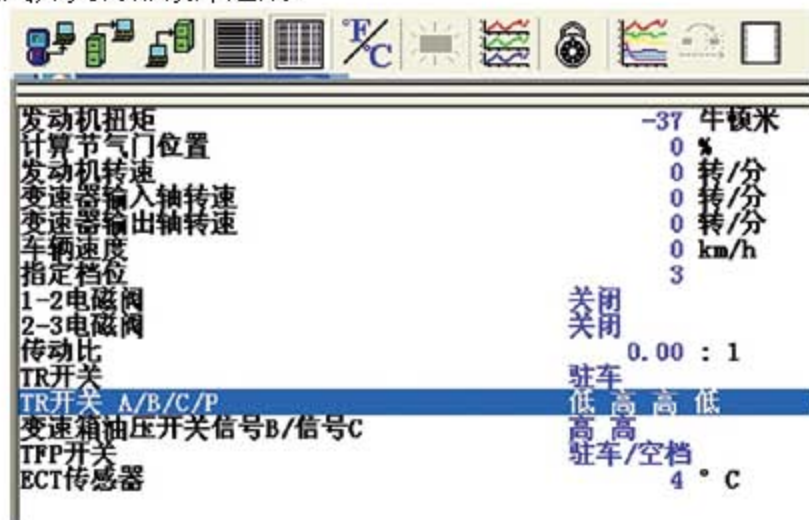 °F/°C
发动机扭矩 -37 牛顿米
计算节气门位置 0 %
发动机转速 0 转/分
变速器输入轴转速 0 转/分
变速器输出轴转速 0 转/分
车辆速度 0 km/h
指定档位 3
1-2电磁阀 关闭
2-3电磁阀 关闭
传动比 0.00 : 1
TR开关 驻车
TR开关 A/B/C/P 低 高 高 低
变速箱油压开关信号B/信号C 高 高
TFP开关 驻车/空档
ECT传感器 4 ° C